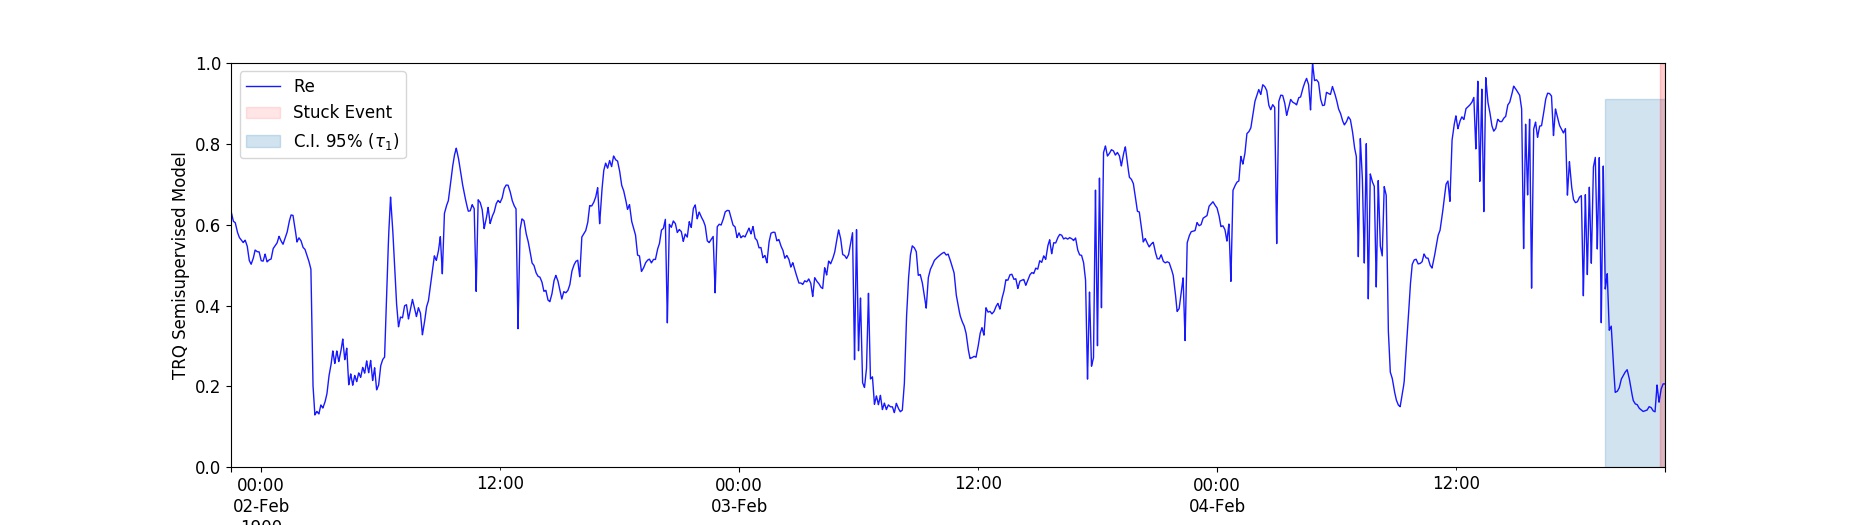 TRQ Semisupervised Model
1.0
0.8
0.6
0.4
0.2
0.0
Re
Stuck Event
C.I. 95% (τ1)
00:00 12:00 00:00 12:00 00:00 12:00
02-Feb 03-Feb 04-Feb
1900